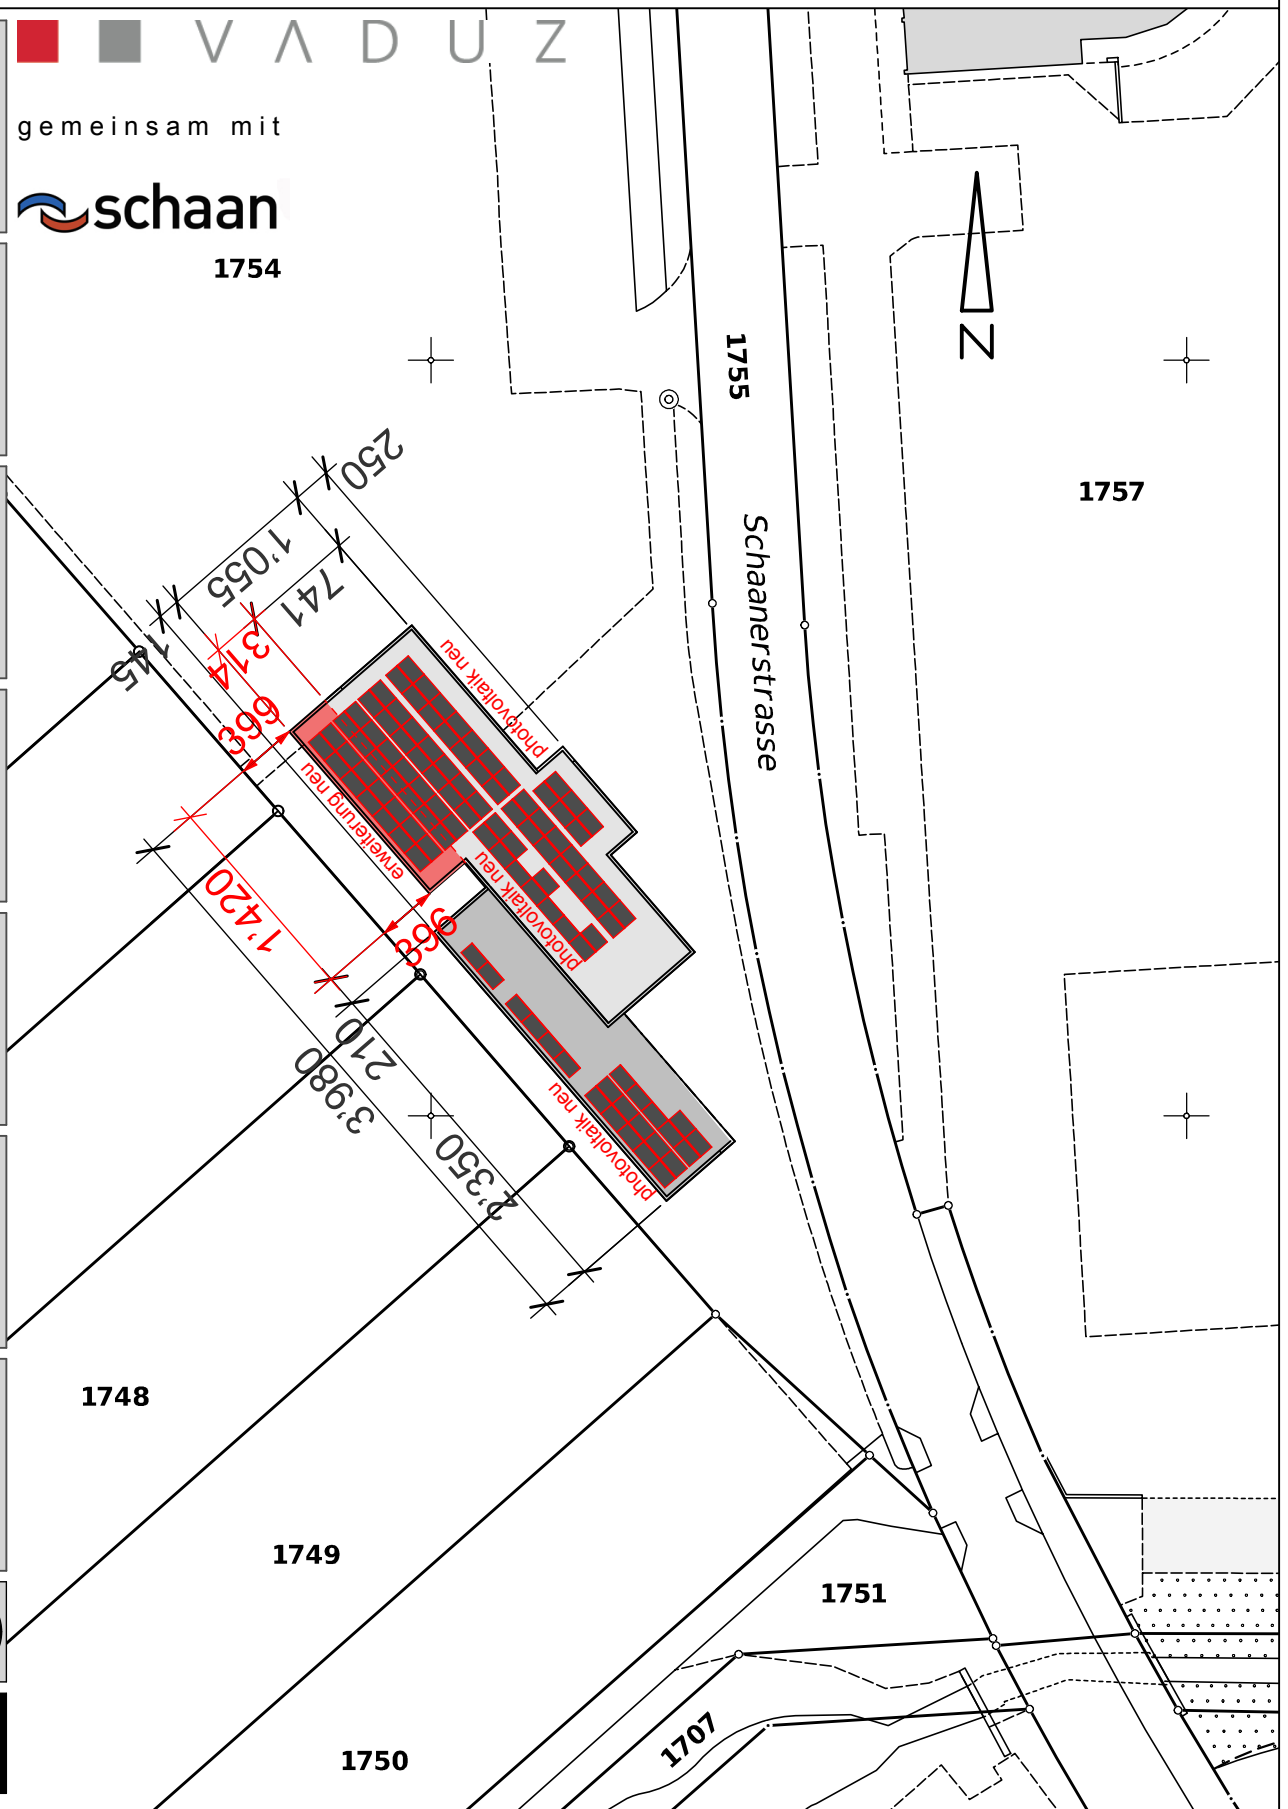 VADUZ
gemeinsam mit
schaan
1754
N
1755
1757
Schaanerstrasse
250
1'055
741
145
314
399
photovoltaik neu
erweiterung neu
photovoltaik neu
1'420
366
210
3'980
2'350
photovoltaik neu
1748
1749
1751
1707
1750